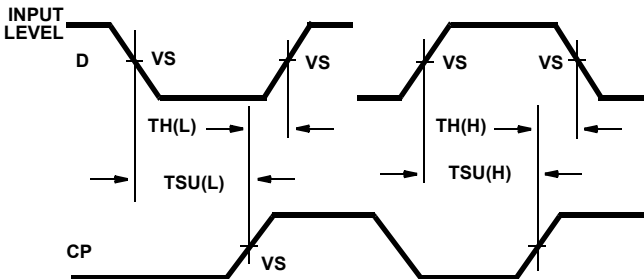 INPUT
LEVEL
D
VS
VS
VS
VS
TH(L)
TH(H)
TSU(L)
TSU(H)
CP
VS